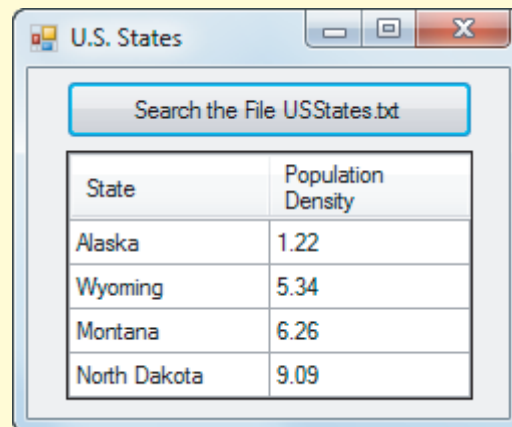 U.S. States
Search the File USStates.txt
State Population
Density
Alaska 1.22
Wyoming 5.34
Montana 6.26
North Dakota 9.09